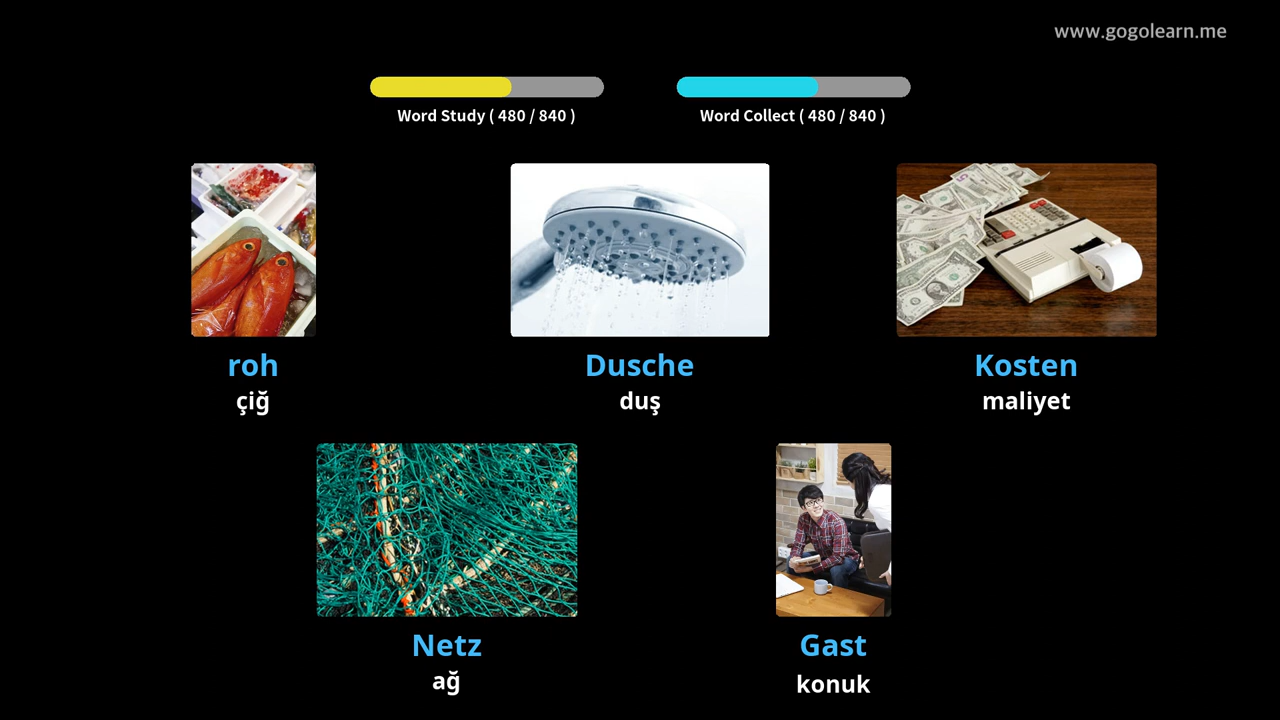 www.gogolearn.me
Word Study ( 480 / 840 )
Word Collect ( 480 / 840 )
roh
çiğ
Dusche
duş
Kosten
maliyet
Netz
ağ
Gast
konuk